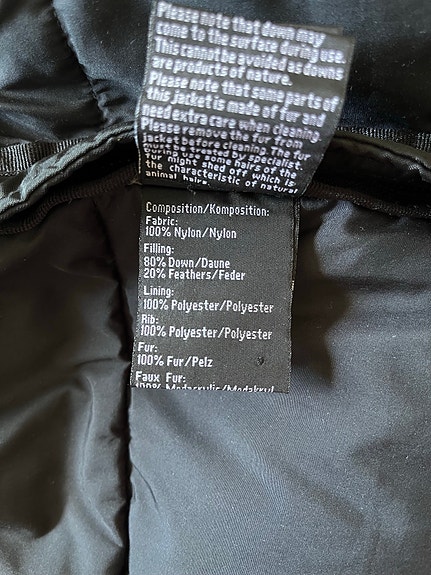 Please note that down may
come to the surface during use.
This cannot be avoided as downs
are products of nature.
Please note that some parts of
this jacket is made of fur and
need extra care when cleaning
Please remove the fur from
jacket before cleaning. The fur
must be dried by specialist.
during use some hairs of the
fur might shed off which is
the characteristic of natural
animal hairs.
Composition/Komposition:
Fabric:
100% Nylon/Nylon
Filling:
80% Down/Daune
20% Feathers/Feder
Lining:
100% Polyester/Polyester
Rib:
100% Polyester/Polyester
Fur:
100% Fur/Pelz
Faux Fur:
100% Modacrylic/Modakryl